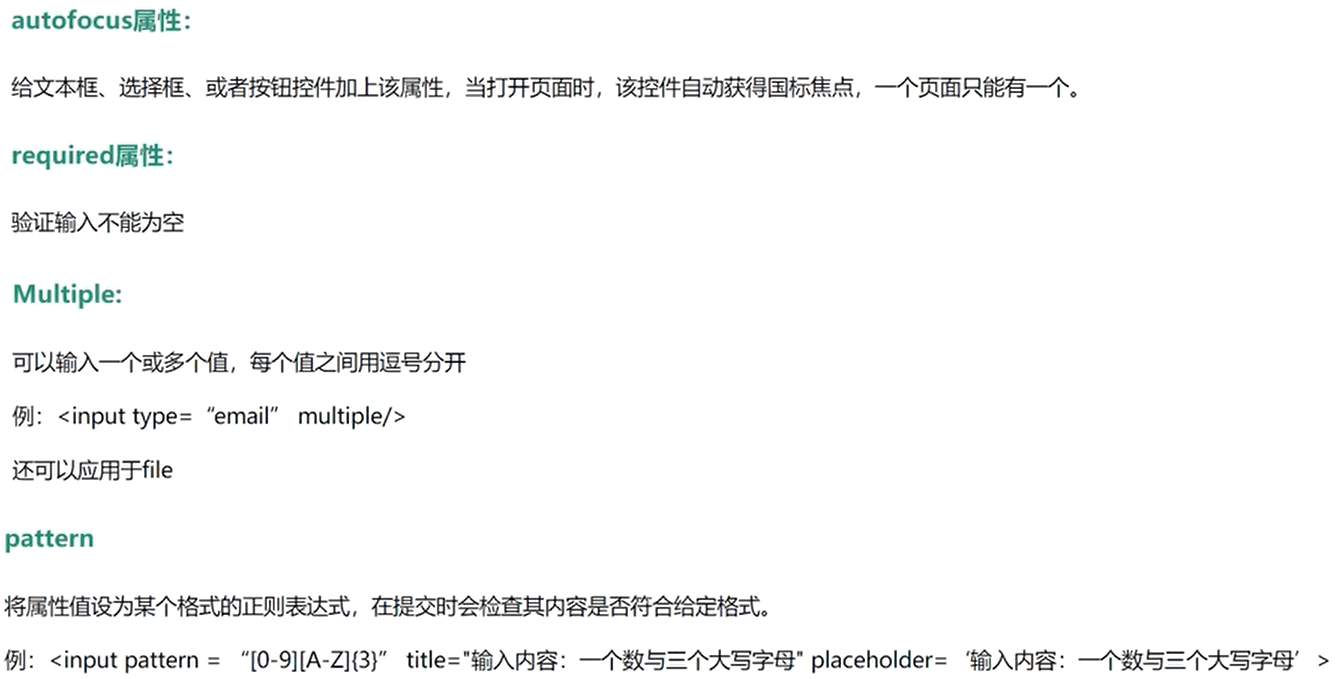 autofocus属性：
给文本框、选择框、或者按钮控件加上该属性，当打开页面时，该控件自动获得国标焦点，一个页面只能有一个。
required属性：
验证输入不能为空
Multiple:
可以输入一个或多个值，每个值之间用逗号分开
例：<input type=“email” multiple/>
还可以应用于file
pattern
将属性值设为某个格式的正则表达式，在提交时会检查其内容是否符合给定格式。
例：<input pattern = “[0-9][A-Z]{3}” title="输入内容：一个数与三个大写字母" placeholder=‘输入内容：一个数与三个大写字母’ >